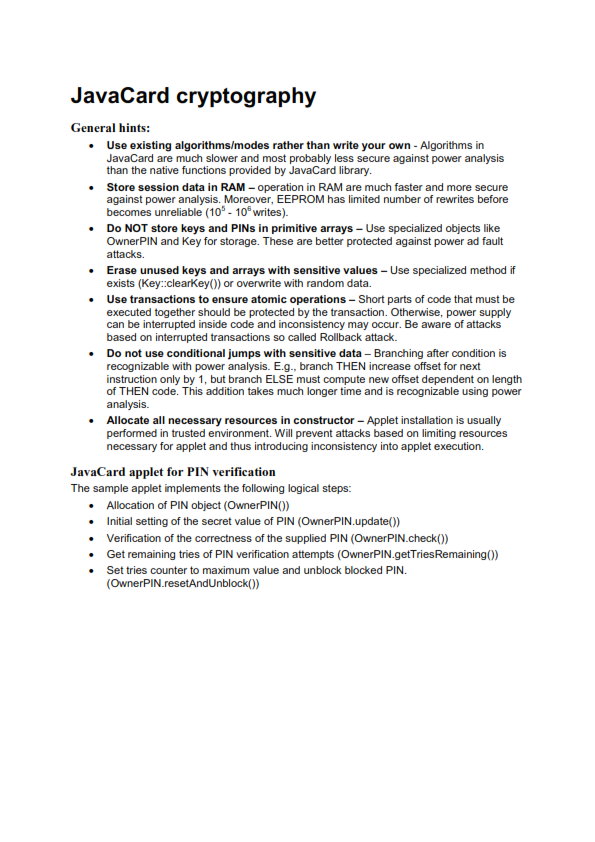 JavaCard cryptography
General hints:
• Use existing algorithms/modes rather than write your own - Algorithms in
JavaCard are much slower and most probably less secure against power analysis
than the native functions provided by JavaCard library.
• Store session data in RAM – operation in RAM are much faster and more secure
against power analysis. Moreover, EEPROM has limited number of rewrites before
becomes unreliable (10⁵ - 10⁶ writes).
• Do NOT store keys and PINs in primitive arrays – Use specialized objects like
OwnerPIN and Key for storage. These are better protected against power ad fault
attacks.
• Erase unused keys and arrays with sensitive values – Use specialized method if
exists (Key::clearKey()) or overwrite with random data.
• Use transactions to ensure atomic operations – Short parts of code that must be
executed together should be protected by the transaction. Otherwise, power supply
can be interrupted inside code and inconsistency may occur. Be aware of attacks
based on interrupted transactions so called Rollback attack.
• Do not use conditional jumps with sensitive data – Branching after condition is
recognizable with power analysis. E.g., branch THEN increase offset for next
instruction only by 1, but branch ELSE must compute new offset dependent on length
of THEN code. This addition takes much longer time and is recognizable using power
analysis.
• Allocate all necessary resources in constructor – Applet installation is usually
performed in trusted environment. Will prevent attacks based on limiting resources
necessary for applet and thus introducing inconsistency into applet execution.
JavaCard applet for PIN verification
The sample applet implements the following logical steps:
• Allocation of PIN object (OwnerPIN())
• Initial setting of the secret value of PIN (OwnerPIN.update())
• Verification of the correctness of the supplied PIN (OwnerPIN.check())
• Get remaining tries of PIN verification attempts (OwnerPIN.getTriesRemaining())
• Set tries counter to maximum value and unblock blocked PIN.
(OwnerPIN.resetAndUnblock())